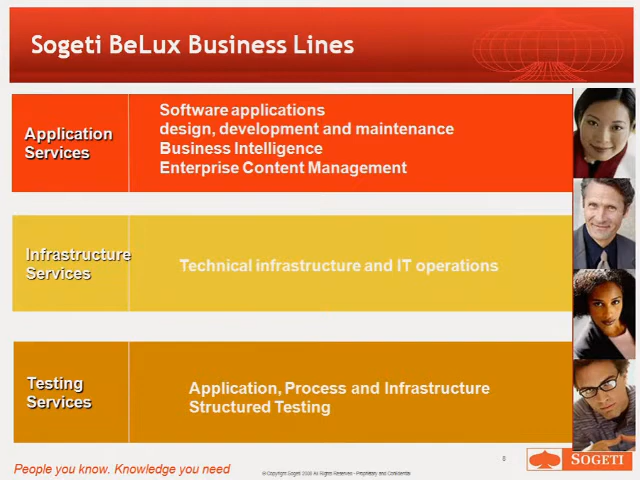 Sogeti BeLux Business Lines
Application
Services
Software applications
design, development and maintenance
Business Intelligence
Enterprise Content Management
Infrastructure
Services
Technical infrastructure and IT operations
Testing
Services
Application, Process and Infrastructure
Structured Testing
People you know. Knowledge you need
SOGETI